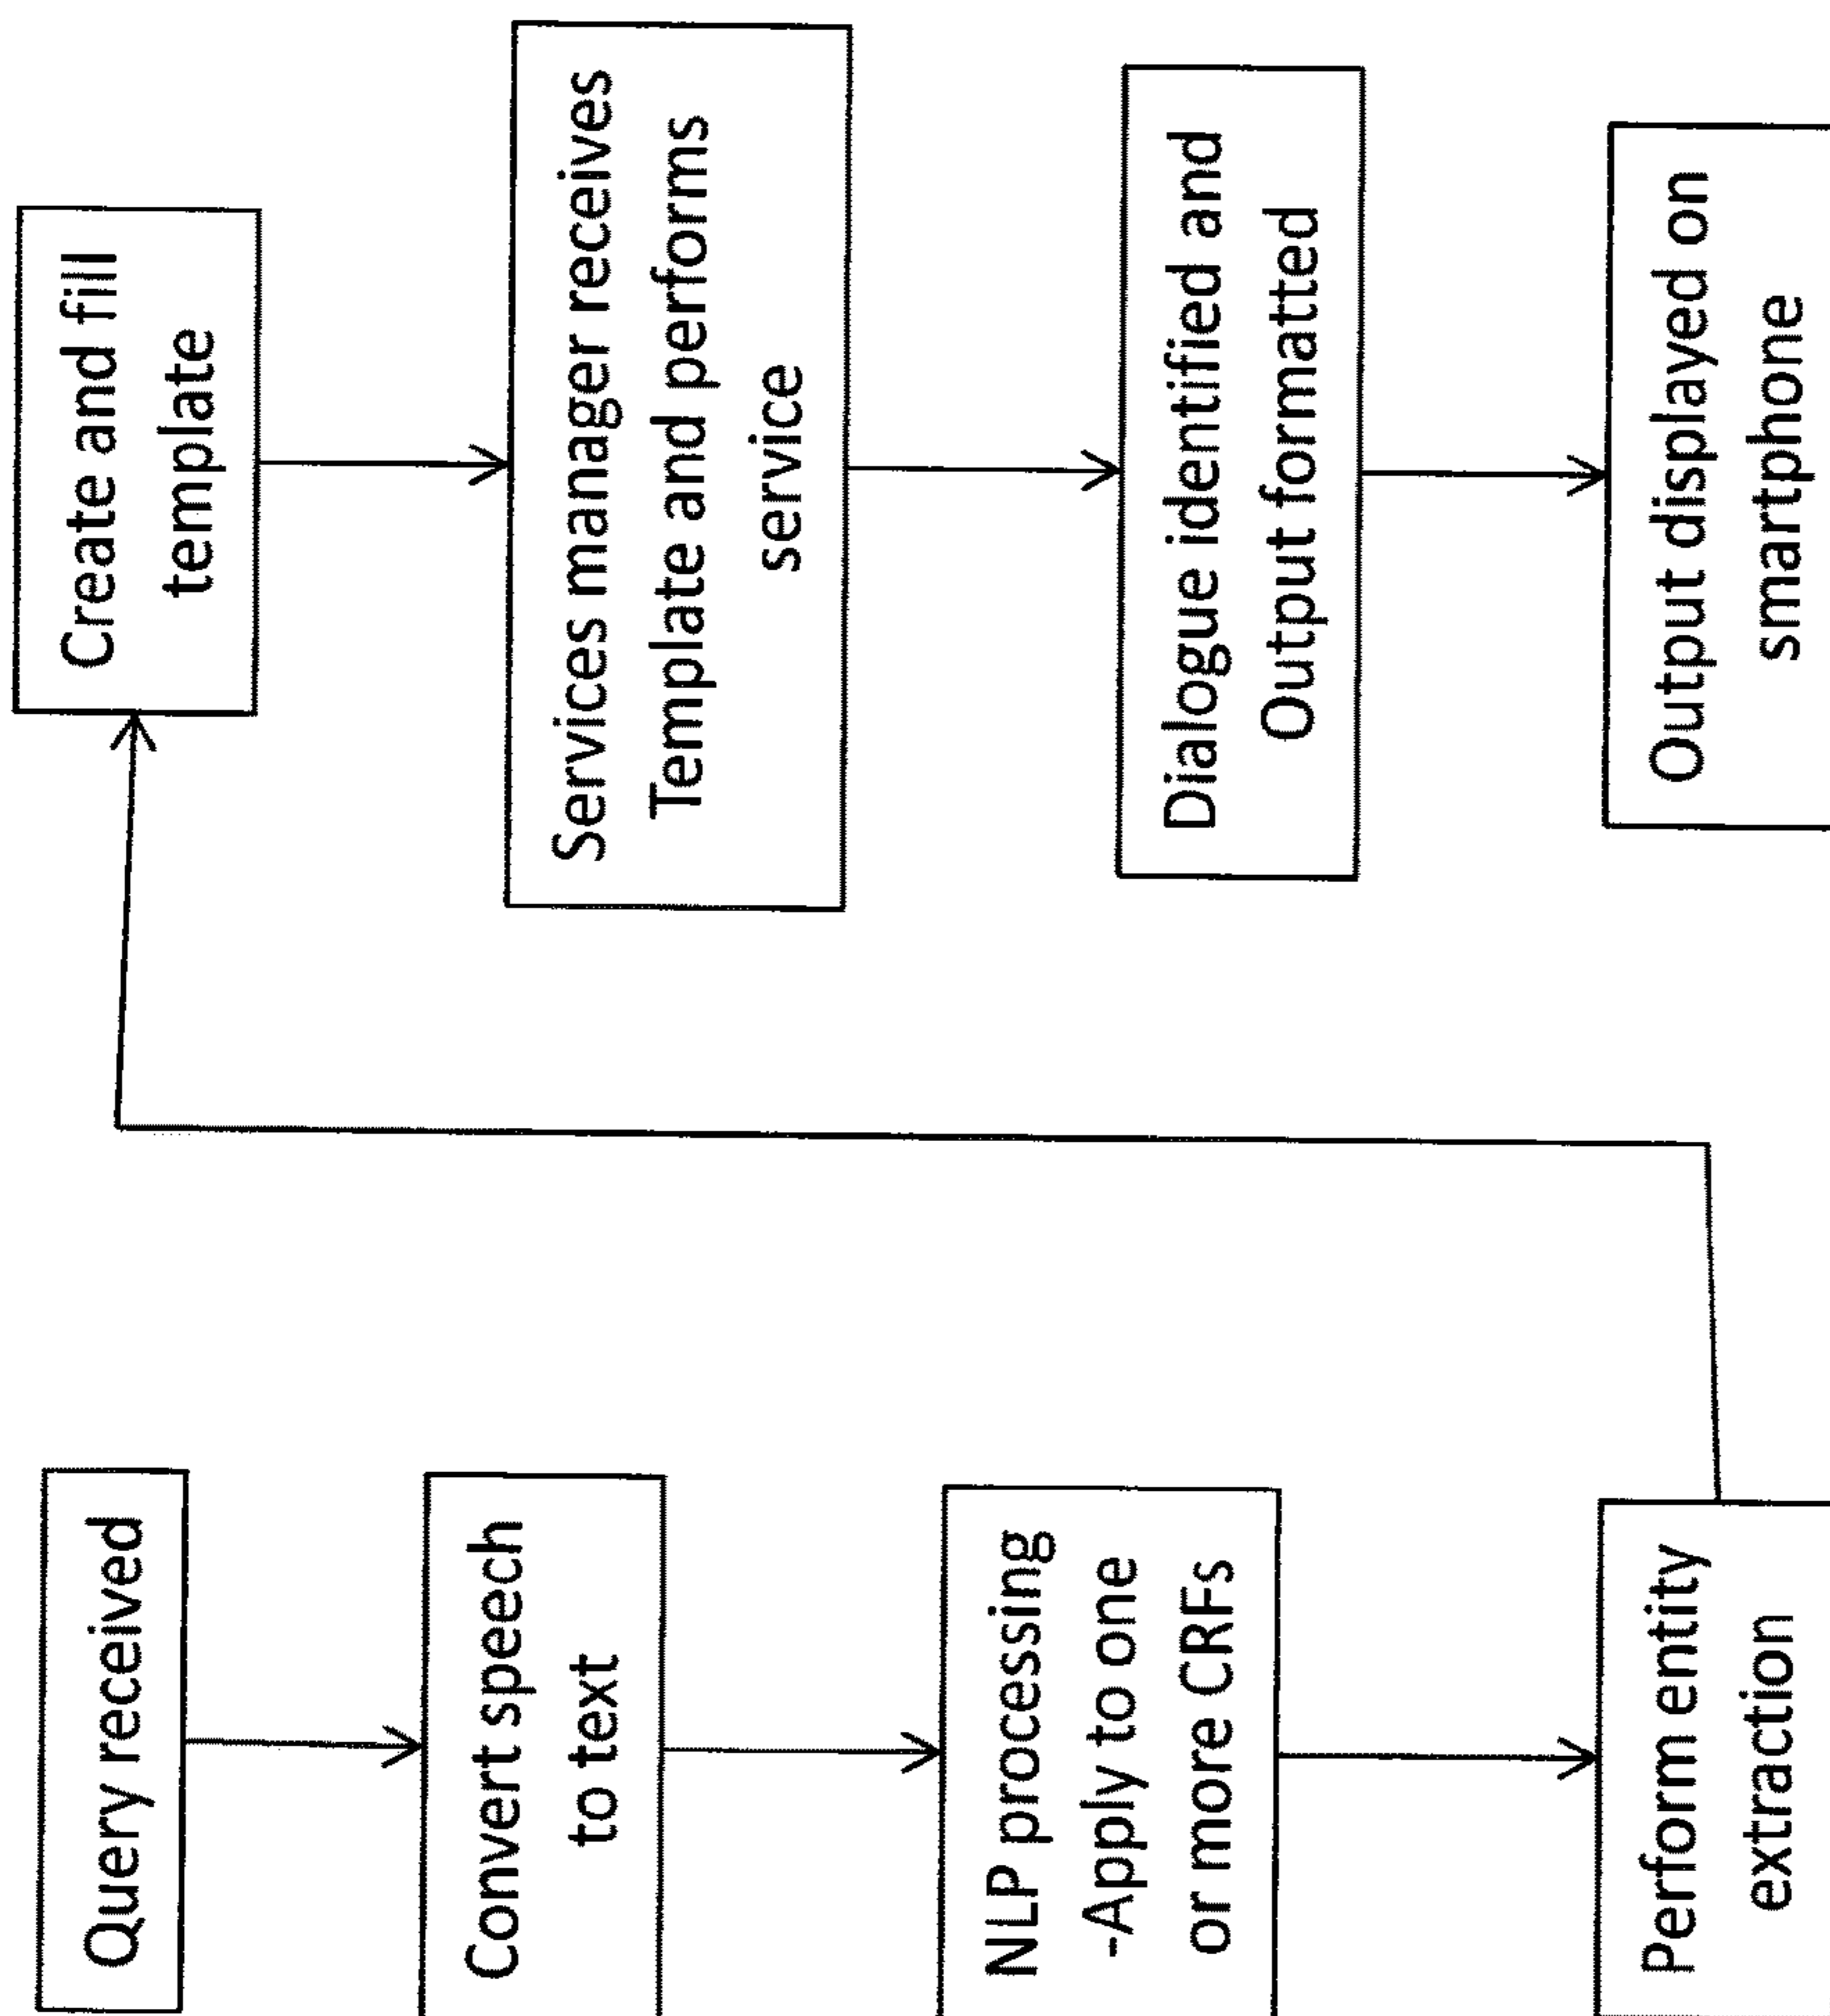 Query received
Convert speech
to text
NLP processing
-Apply to one
or more CRFs
Perform entity
extraction
Create and fill
template
Services manager receives
Template and performs
service
Dialogue identified and
Output formatted
Output displayed on
smartphone